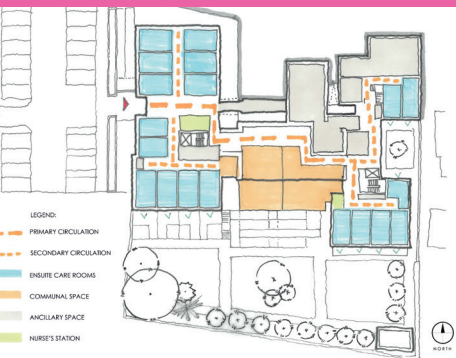 LEGEND:
PRIMARY CIRCULATION
SECONDARY CIRCULATION
ENSUITE CARE ROOMS
COMMUNAL SPACE
ANCILLARY SPACE
NURSE'S STATION
NORTH